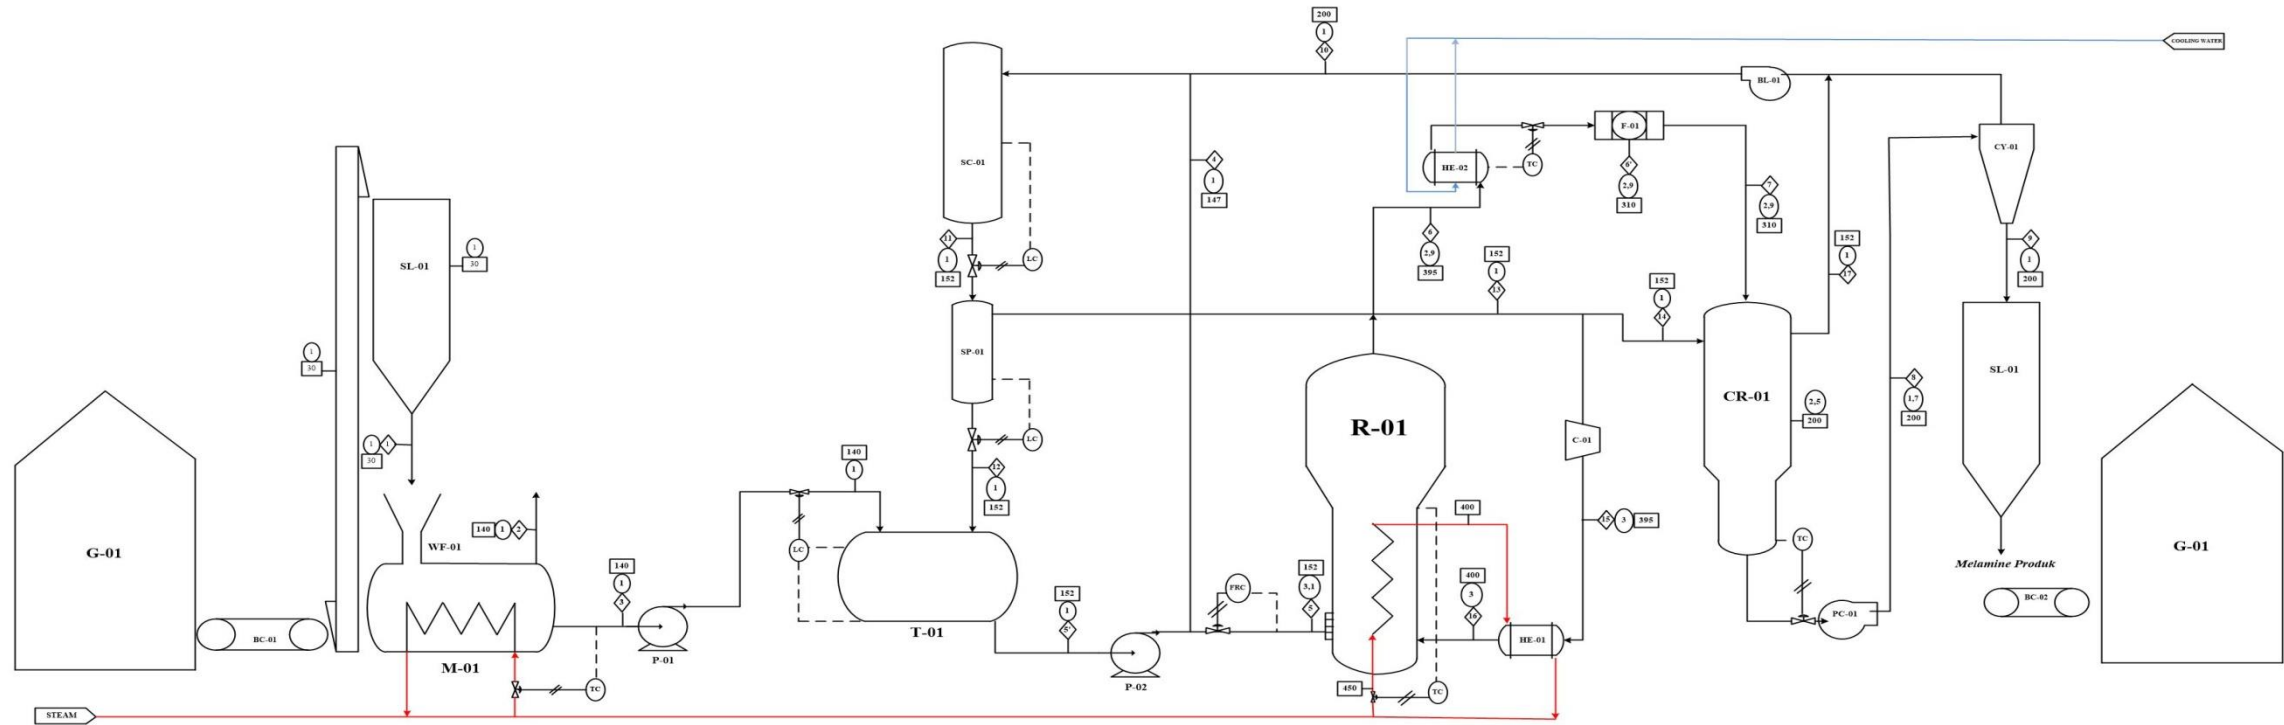 G-01
BC-01
1
30
SL-01
1
30
1
1
30
WF-01
140
1
2
M-01
TC
STEAM
140
1
3
P-01
LC
140
1
T-01
SC-01
11
1
152
LC
SP-01
LC
12
1
152
152
1
5'
P-02
4
1
147
200
1
10
FRC
152
3,1
5
R-01
6
2,9
395
HE-02
TC
F-01
6'
2,9
310
7
2,9
310
152
1
13
152
1
14
400
400
3
16
HE-01
450
TC
C-01
15
3
395
BL-01
COOLING WATER
CR-01
2,5
200
152
1
17
TC
PC-01
8
1,7
200
CY-01
9
1
200
SL-01
Melamine Produk
BC-02
G-01